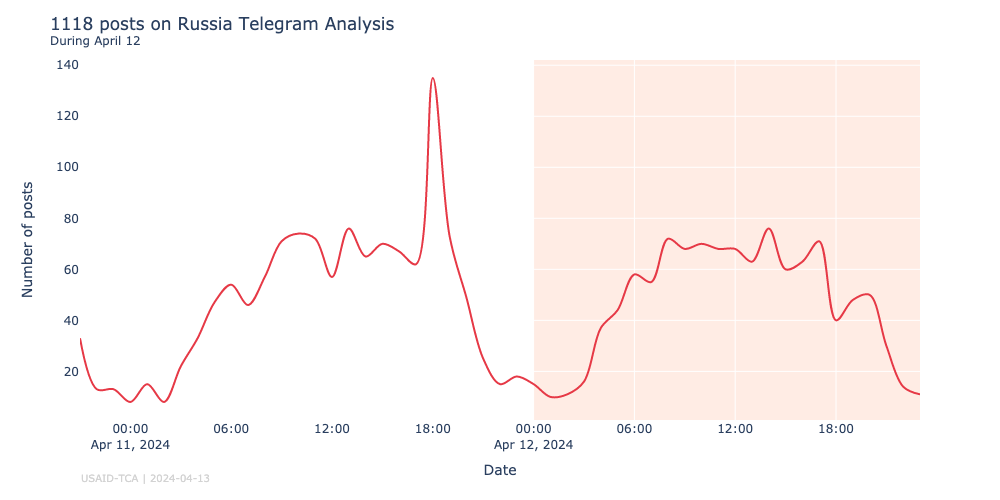 1118 posts on Russia Telegram Analysis
During April 12
140
120
100
80
60
40
20
Number of posts
00:00 06:00 12:00 18:00 00:00 06:00 12:00 18:00
Apr 11, 2024 Apr 12, 2024
Date
USAID-TCA | 2024-04-13